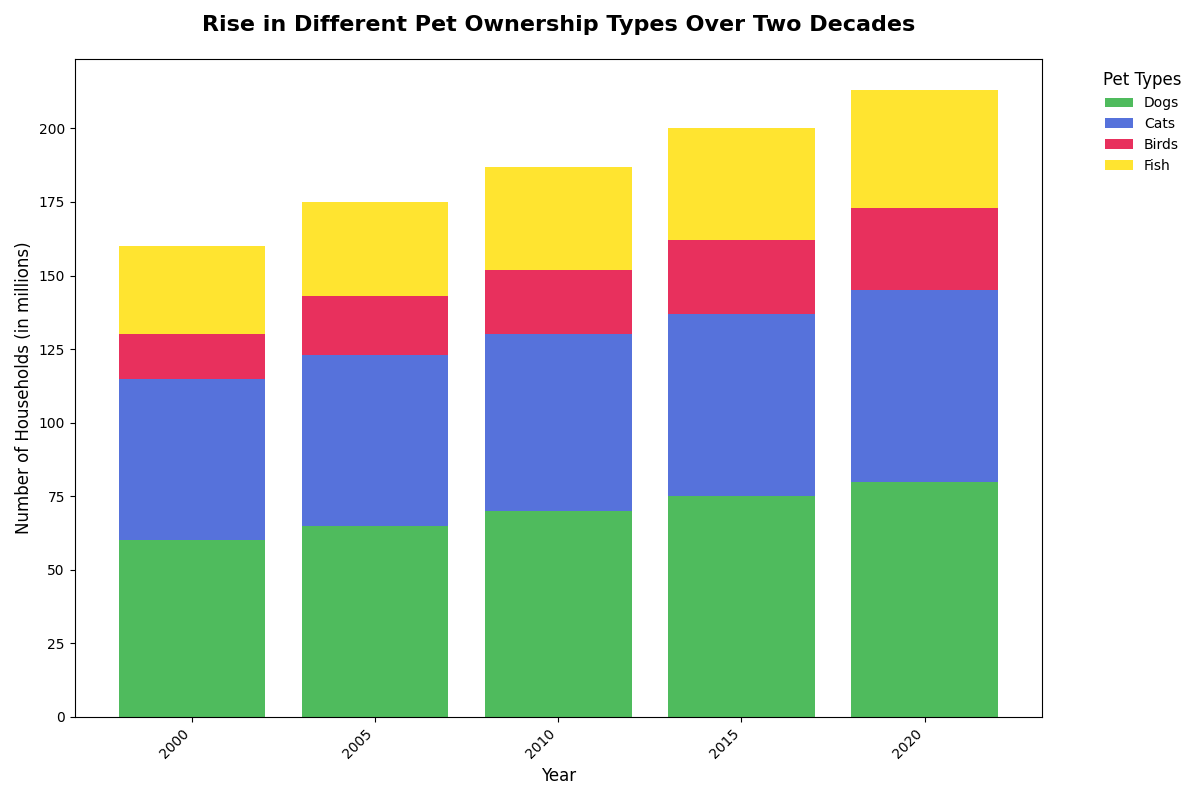 Rise in Different Pet Ownership Types Over Two Decades
Pet Types
Dogs
Cats
Birds
Fish
Number of Households (in millions)
200
175
150
125
100
75
50
25
0
2000
2005
2010
2015
2020
Year